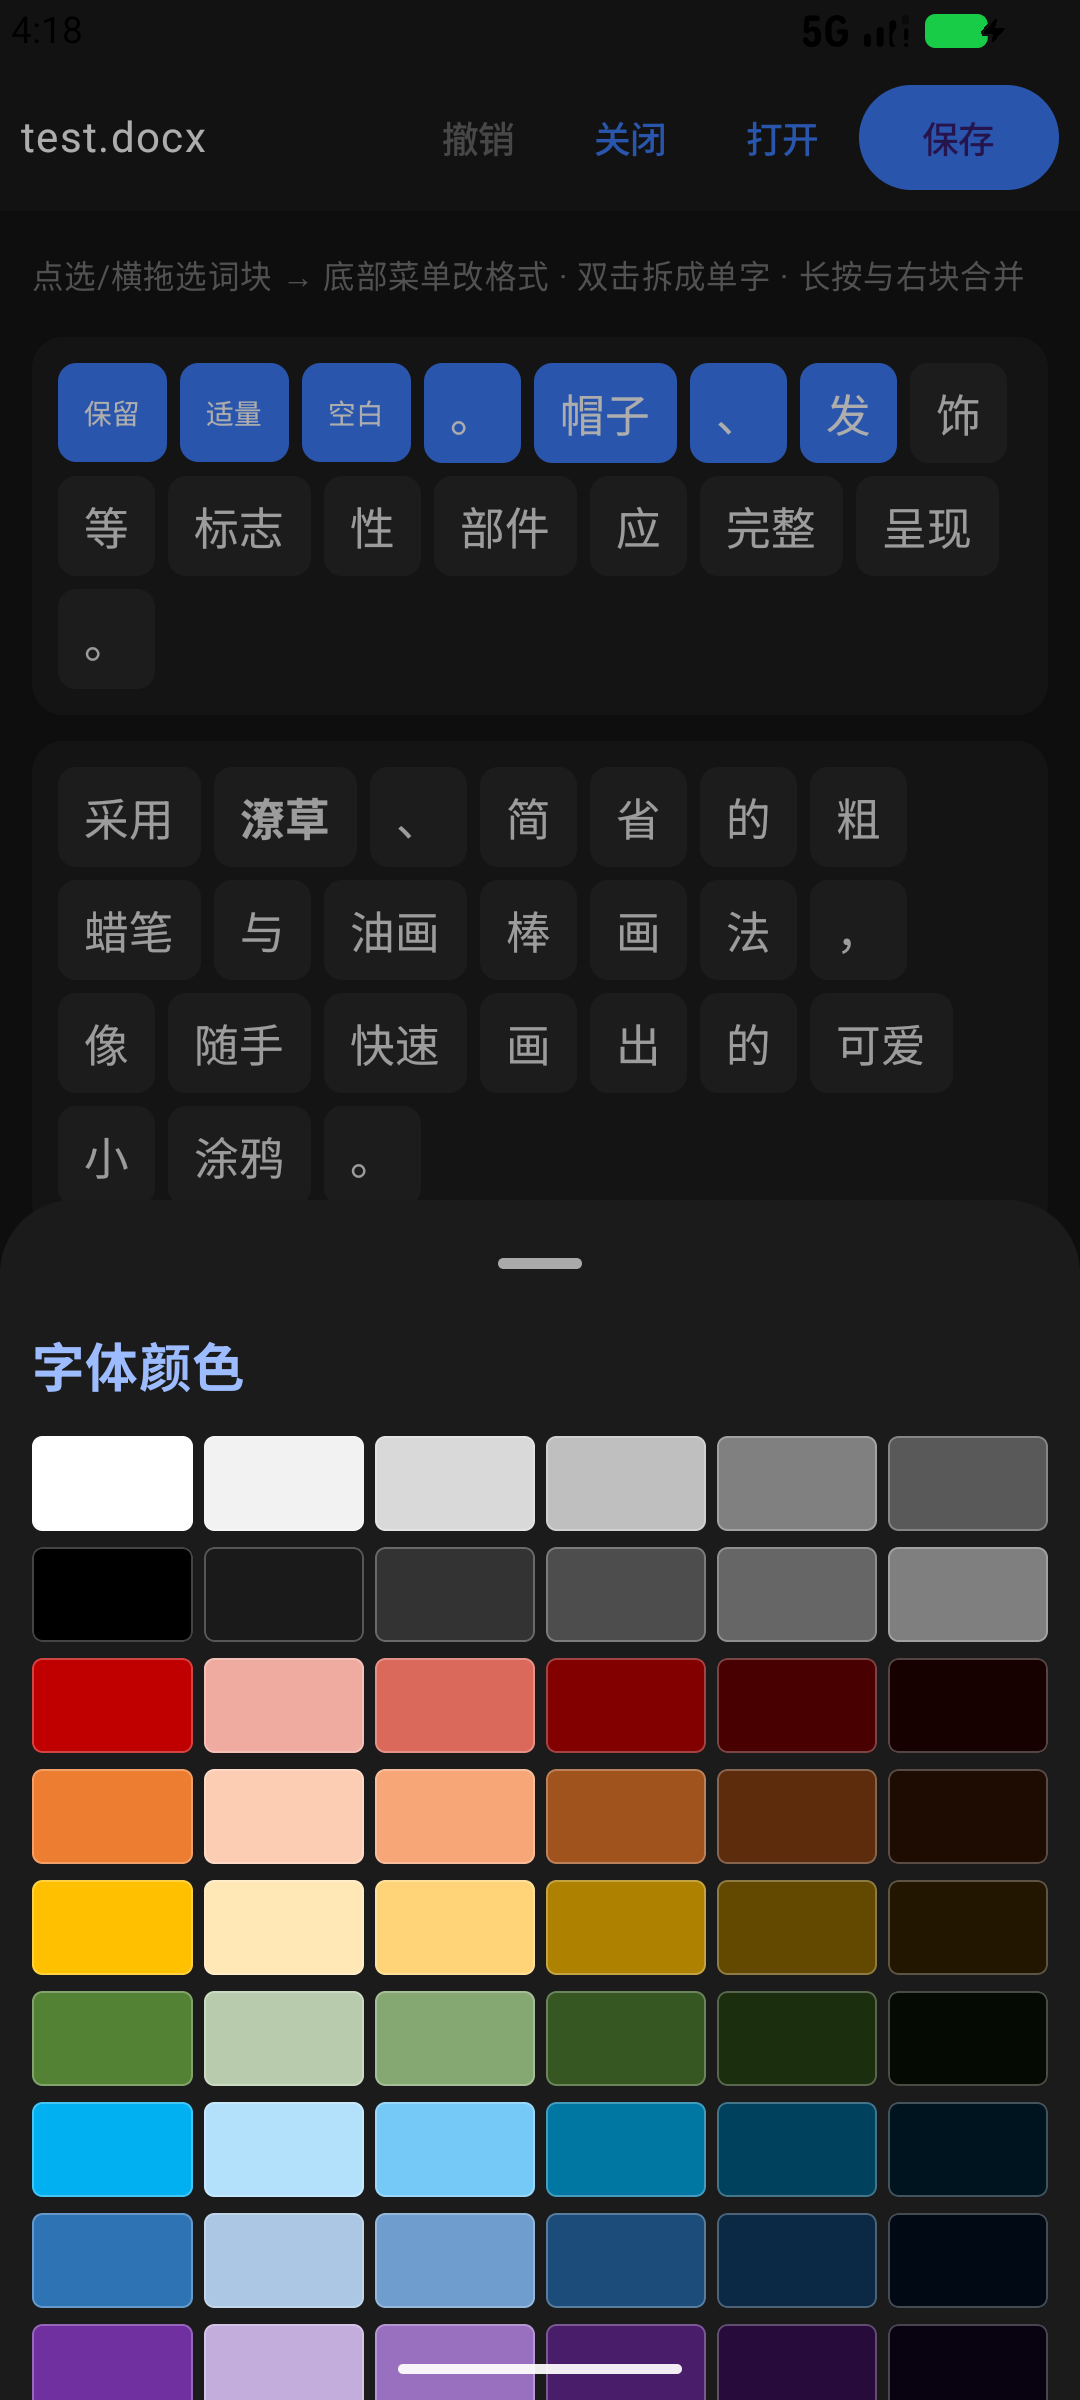 4:18 5G
test.docx 撤销 关闭 打开 保存
点选/横拖选词块 → 底部菜单改格式 · 双击拆成单字 · 长按与右块合并
保留 适量 空白 。 帽子 、 发 饰
等 标志 性 部件 应 完整 呈现
。
采用 潦草 、 简 省 的 粗
蜡笔 与 油画 棒 画 法 ，
像 随手 快速 画 出 的 可爱
小 涂鸦 。
字体颜色